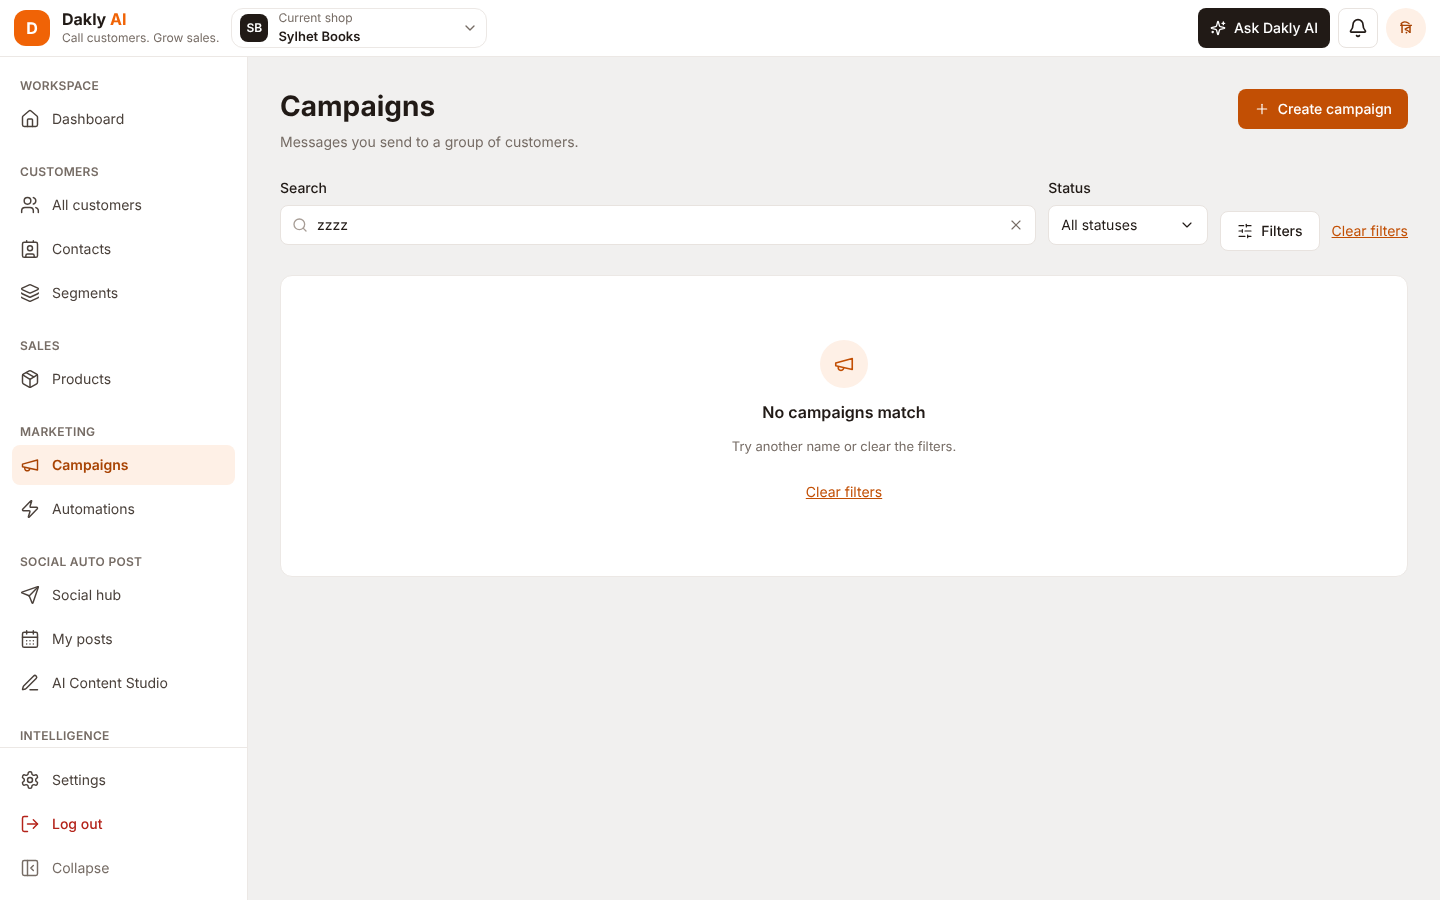 D
Dakly AI
Call customers. Grow sales.
SB
Current shop
Sylhet Books
Ask Dakly AI
রি
WORKSPACE
Dashboard
CUSTOMERS
All customers
Contacts
Segments
SALES
Products
MARKETING
Campaigns
Automations
SOCIAL AUTO POST
Social hub
My posts
AI Content Studio
INTELLIGENCE
Settings
Log out
Collapse
Campaigns
Messages you send to a group of customers.
Create campaign
Search
zzzz
Status
All statuses
Filters
Clear filters
No campaigns match
Try another name or clear the filters.
Clear filters